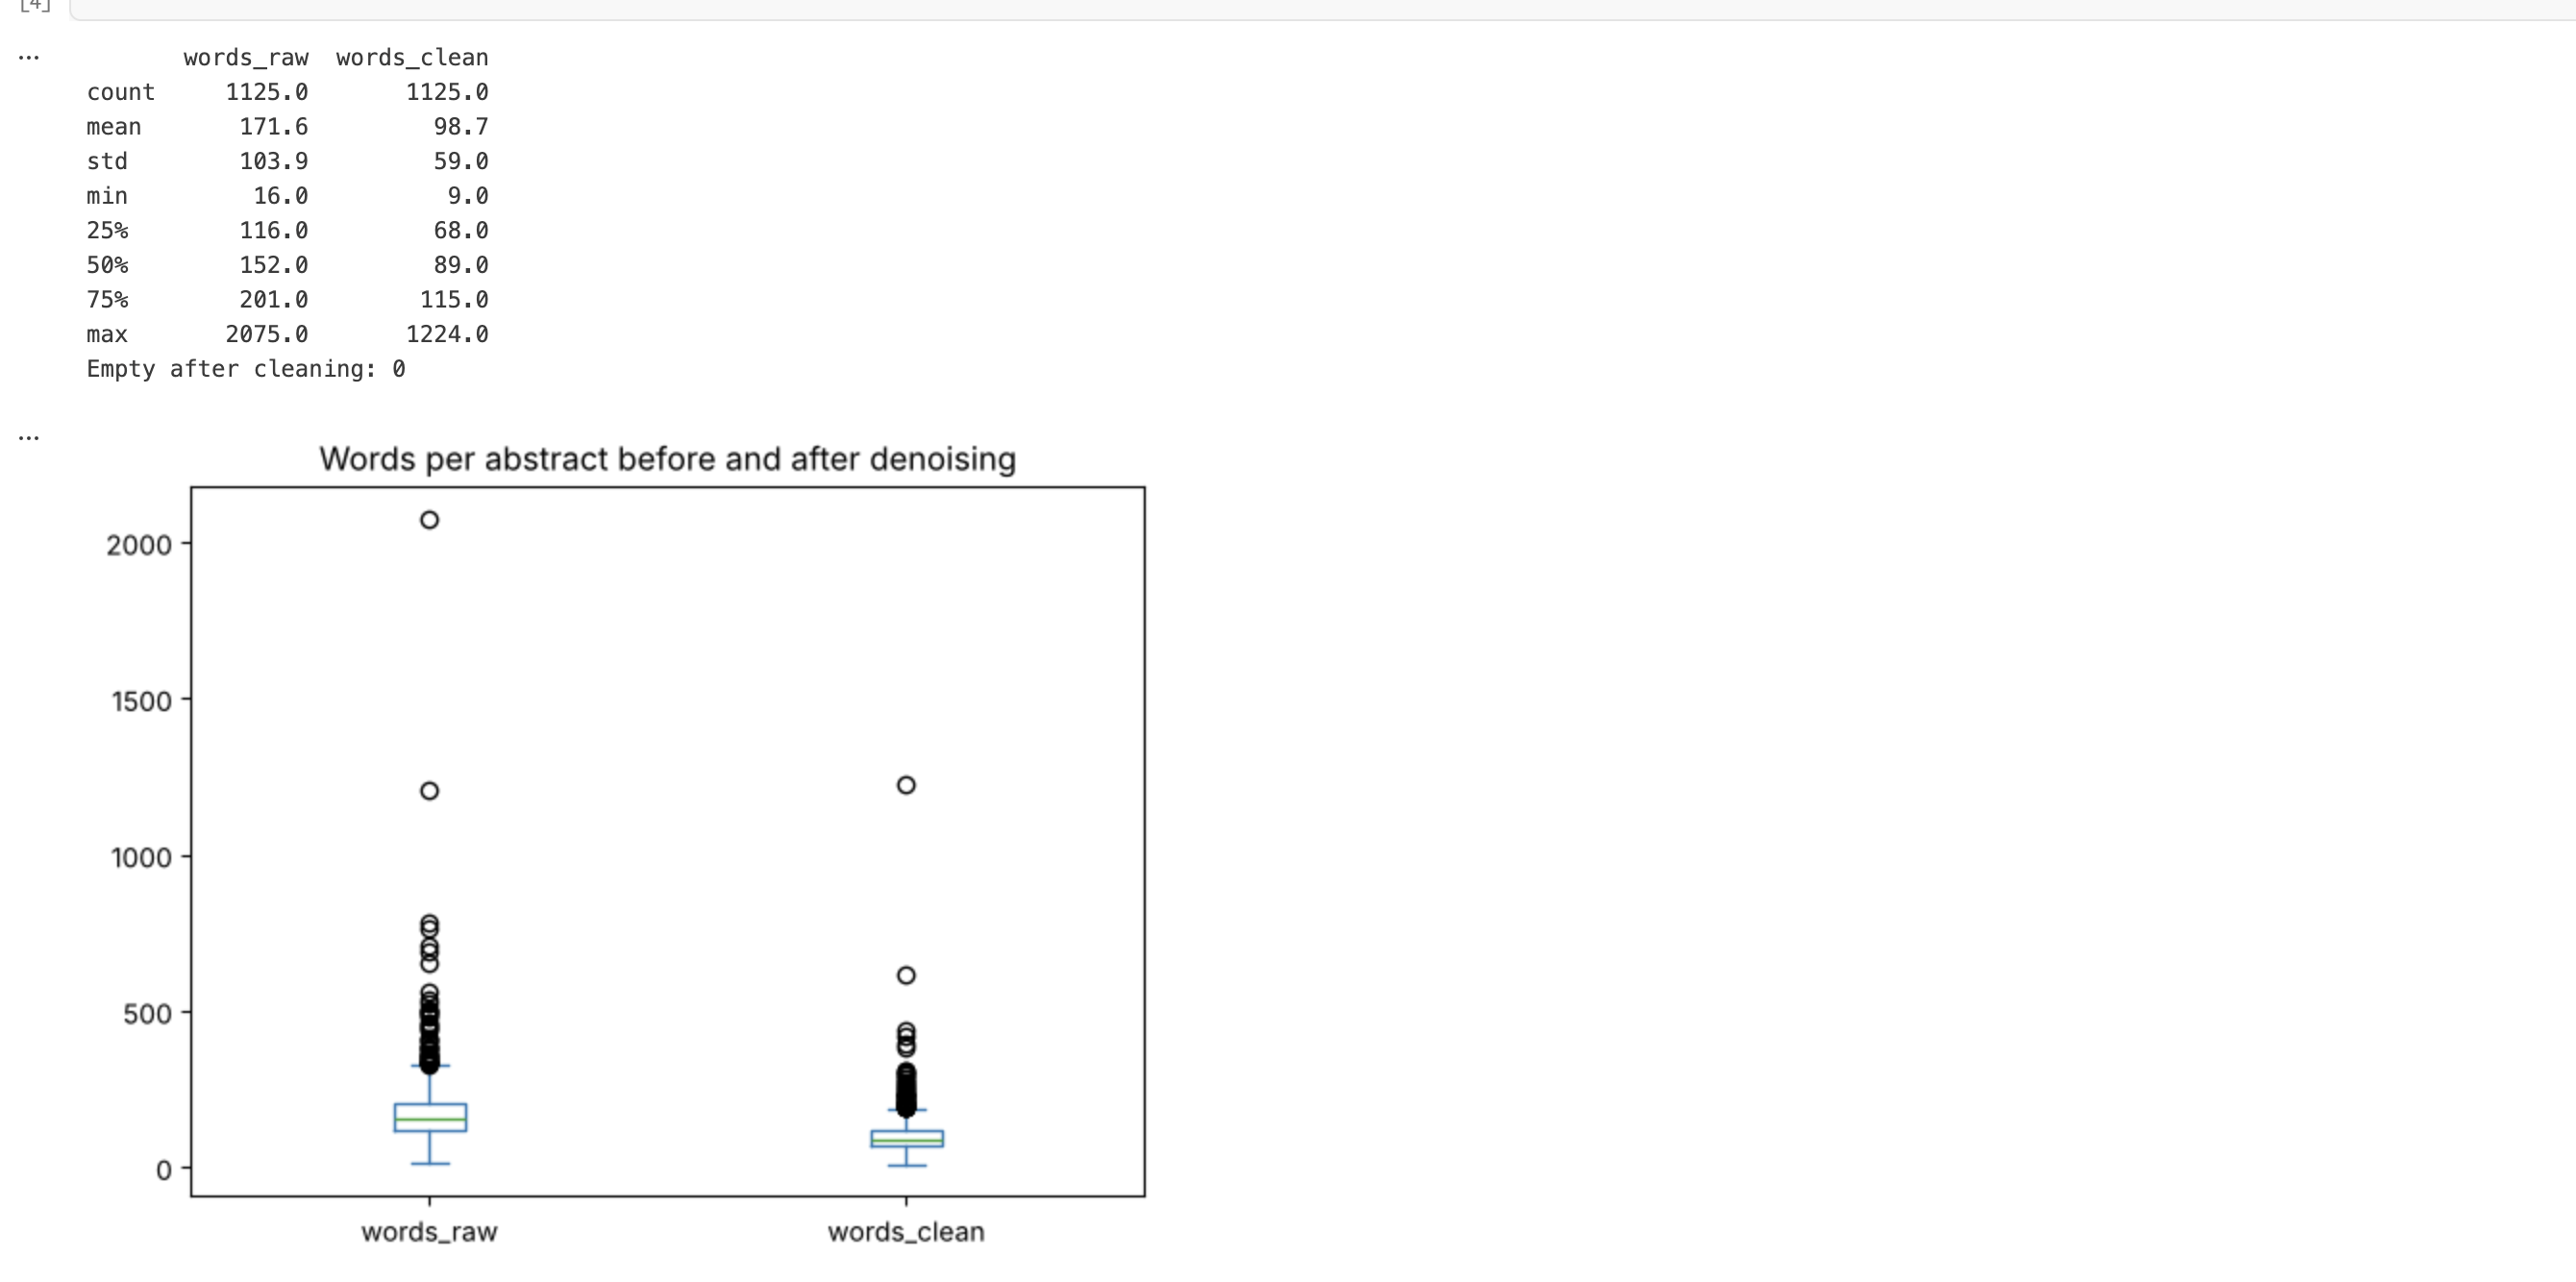 [4]
...
words_raw words_clean
count 1125.0 1125.0
mean 171.6 98.7
std 103.9 59.0
min 16.0 9.0
25% 116.0 68.0
50% 152.0 89.0
75% 201.0 115.0
max 2075.0 1224.0
Empty after cleaning: 0
...
Words per abstract before and after denoising
2000
1500
1000
500
0
words_raw words_clean